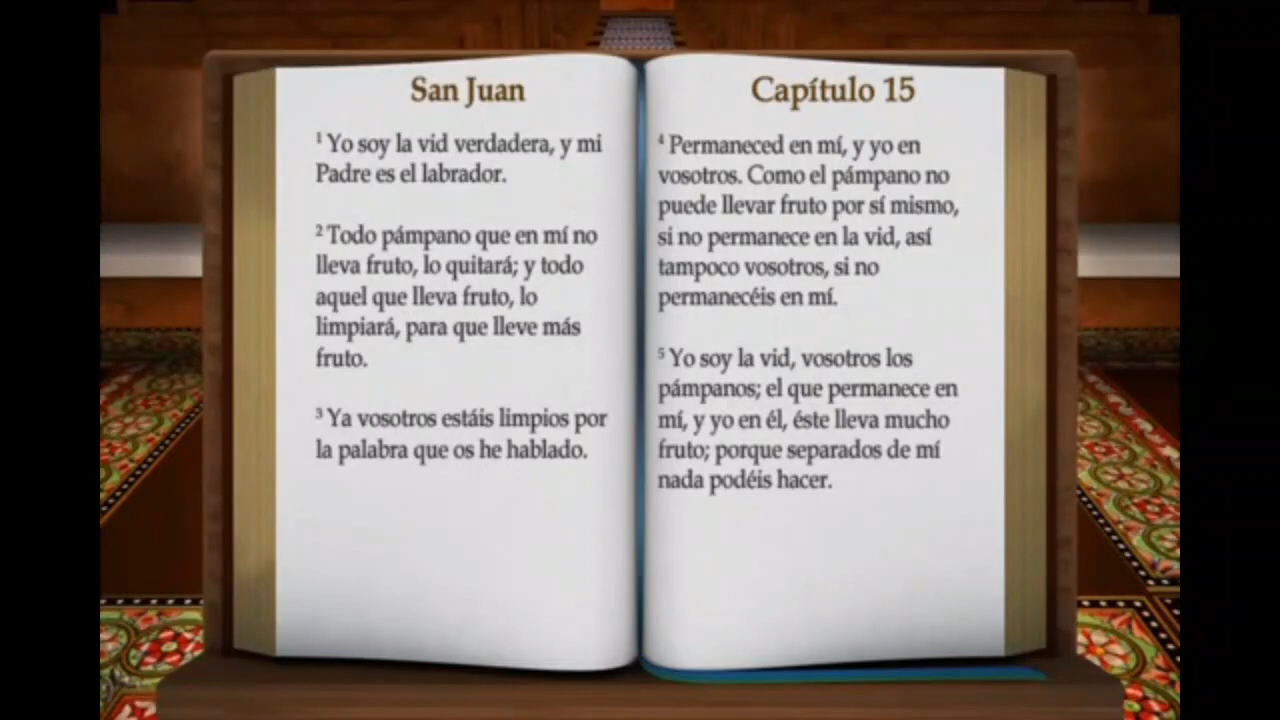 San Juan
¹ Yo soy la vid verdadera, y mi
Padre es el labrador.
² Todo pámpano que en mí no
lleva fruto, lo quitará; y todo
aquel que lleva fruto, lo
limpiará, para que lleve más
fruto.
³ Ya vosotros estáis limpios por
la palabra que os he hablado.
Capítulo 15
⁴ Permaneced en mí, y yo en
vosotros. Como el pámpano no
puede llevar fruto por sí mismo,
si no permanece en la vid, así
tampoco vosotros, si no
permanecéis en mí.
⁵ Yo soy la vid, vosotros los
pámpanos; el que permanece en
mí, y yo en él, éste lleva mucho
fruto; porque separados de mí
nada podéis hacer.